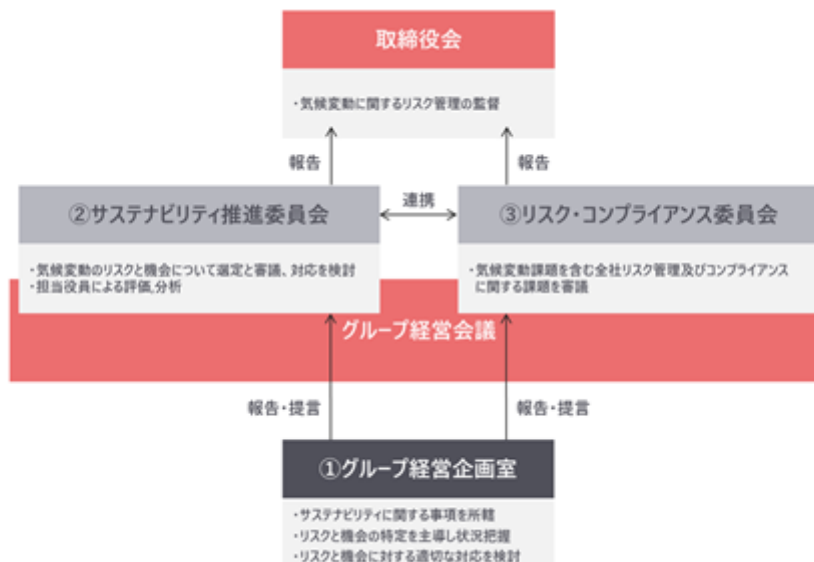 取締役会
・気候変動に関するリスク管理の監督
報告
報告
②サステナビリティ推進委員会
連携
③リスク・コンプライアンス委員会
・気候変動のリスクと機会について選定と審議、対応を検討
・担当役員による評価,分析
・気候変動課題を含む全社リスク管理及びコンプライアンス
に関する課題を審議
グループ経営会議
報告・提言
報告・提言
①グループ経営企画室
・サステナビリティに関する事項を所轄
・リスクと機会の特定を主導し状況把握
・リスクと機会に対する適切な対応を検討